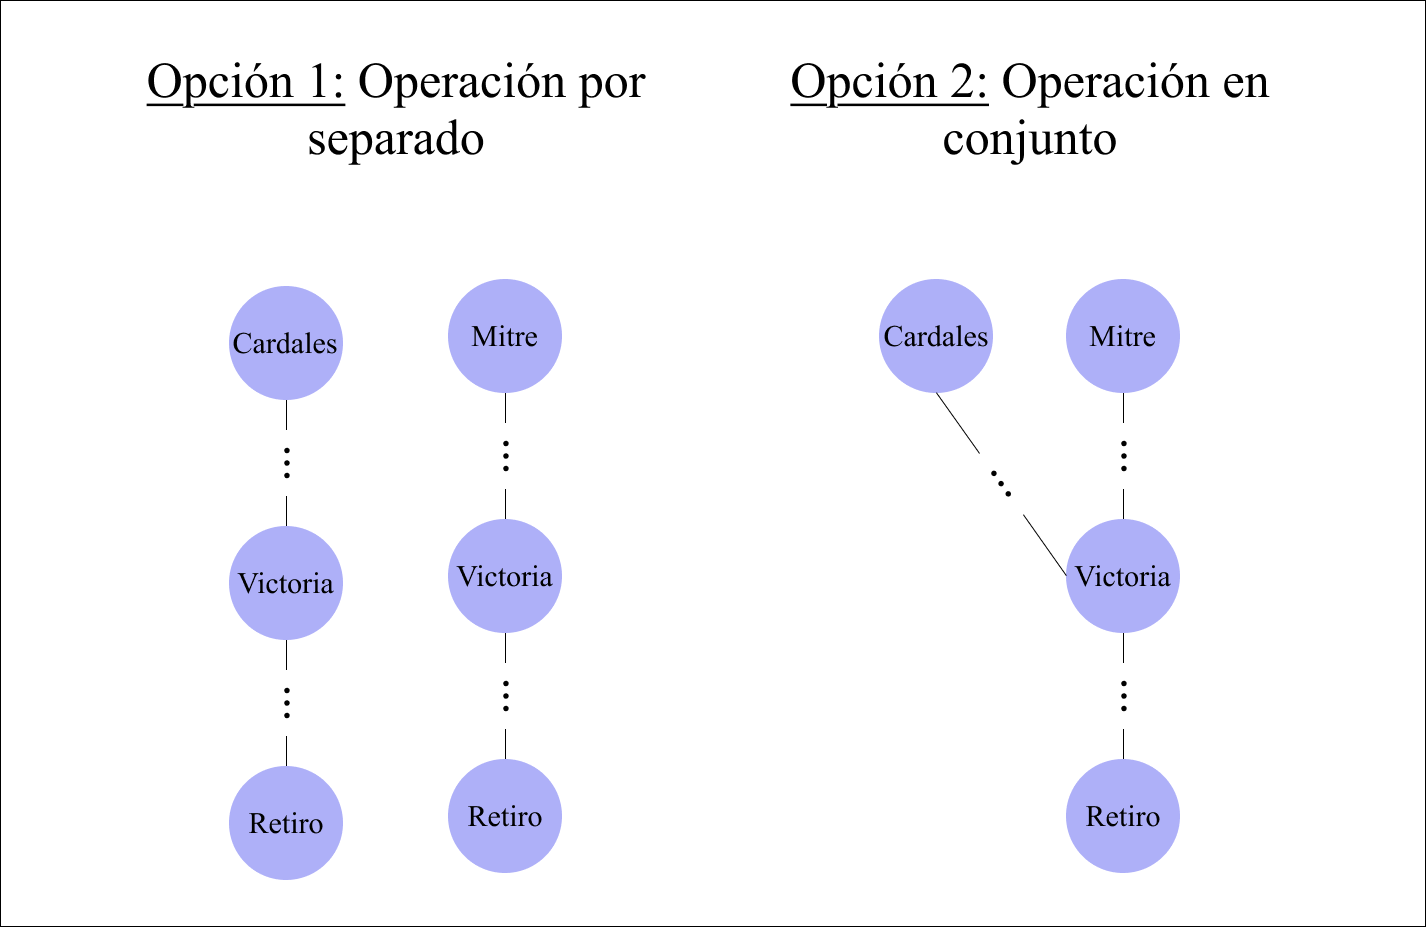 Opción 1: Operación por
separado
Cardales
Mitre
Victoria
Victoria
Retiro
Retiro
Opción 2: Operación en
conjunto
Cardales
Mitre
Victoria
Retiro